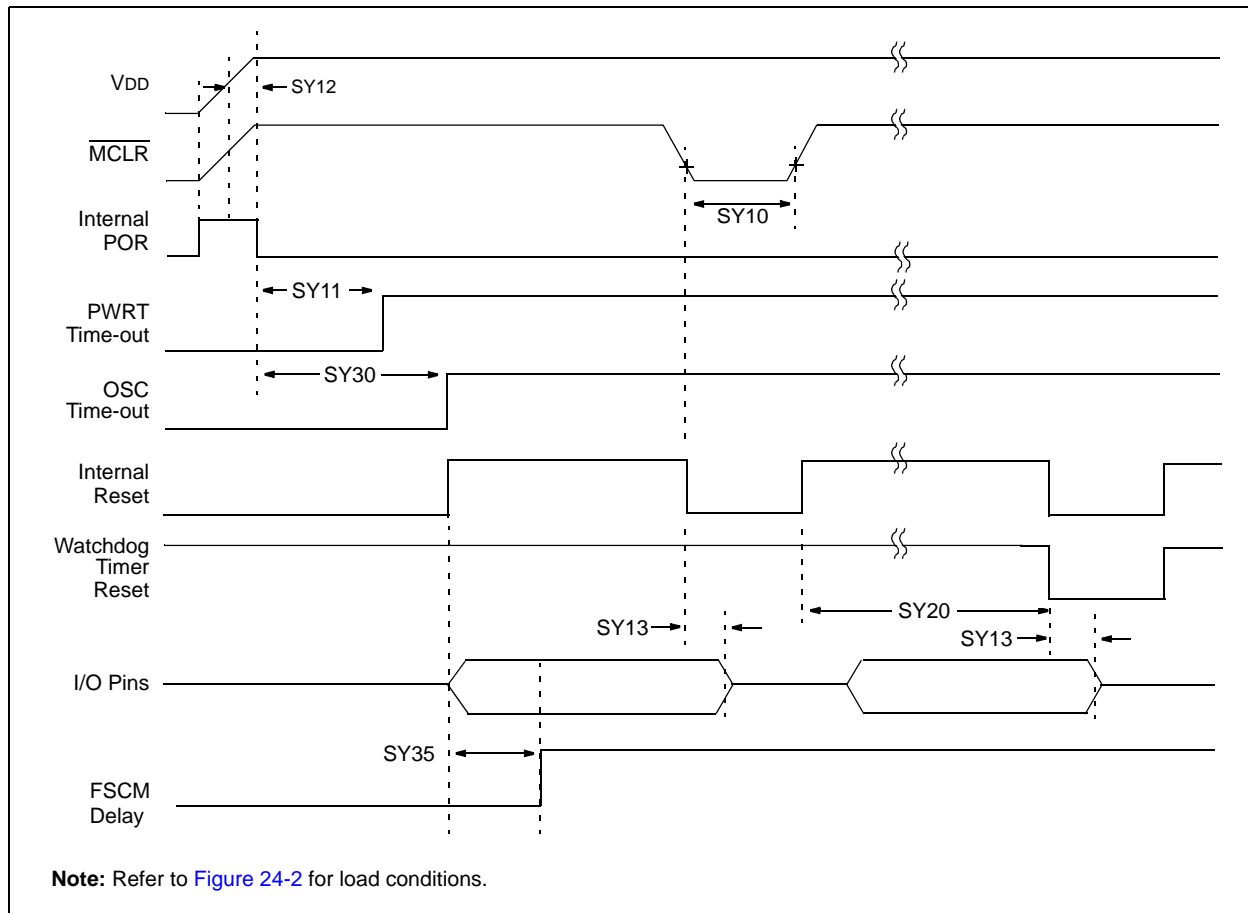 VDD
SY12
MCLR
SY10
Internal
POR
SY11
PWRT
Time-out
SY30
OSC
Time-out
Internal
Reset
Watchdog
Timer
Reset
SY20
SY13
SY13
I/O Pins
SY35
FSCM
Delay
Note: Refer to Figure 24-2 for load conditions.